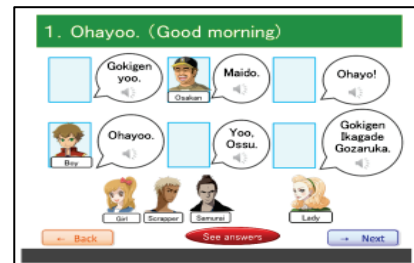 1. Ohayoo. (Good morning)
Gokigen
yoo.
Osakan
Maido.
Ohayo!
Boy
Ohayoo.
Yoo,
Ossu.
Gokigen
Ikagade
Gozaruka.
Girl
Scrapper
Samurai
Lady
← Back
See answers
→ Next